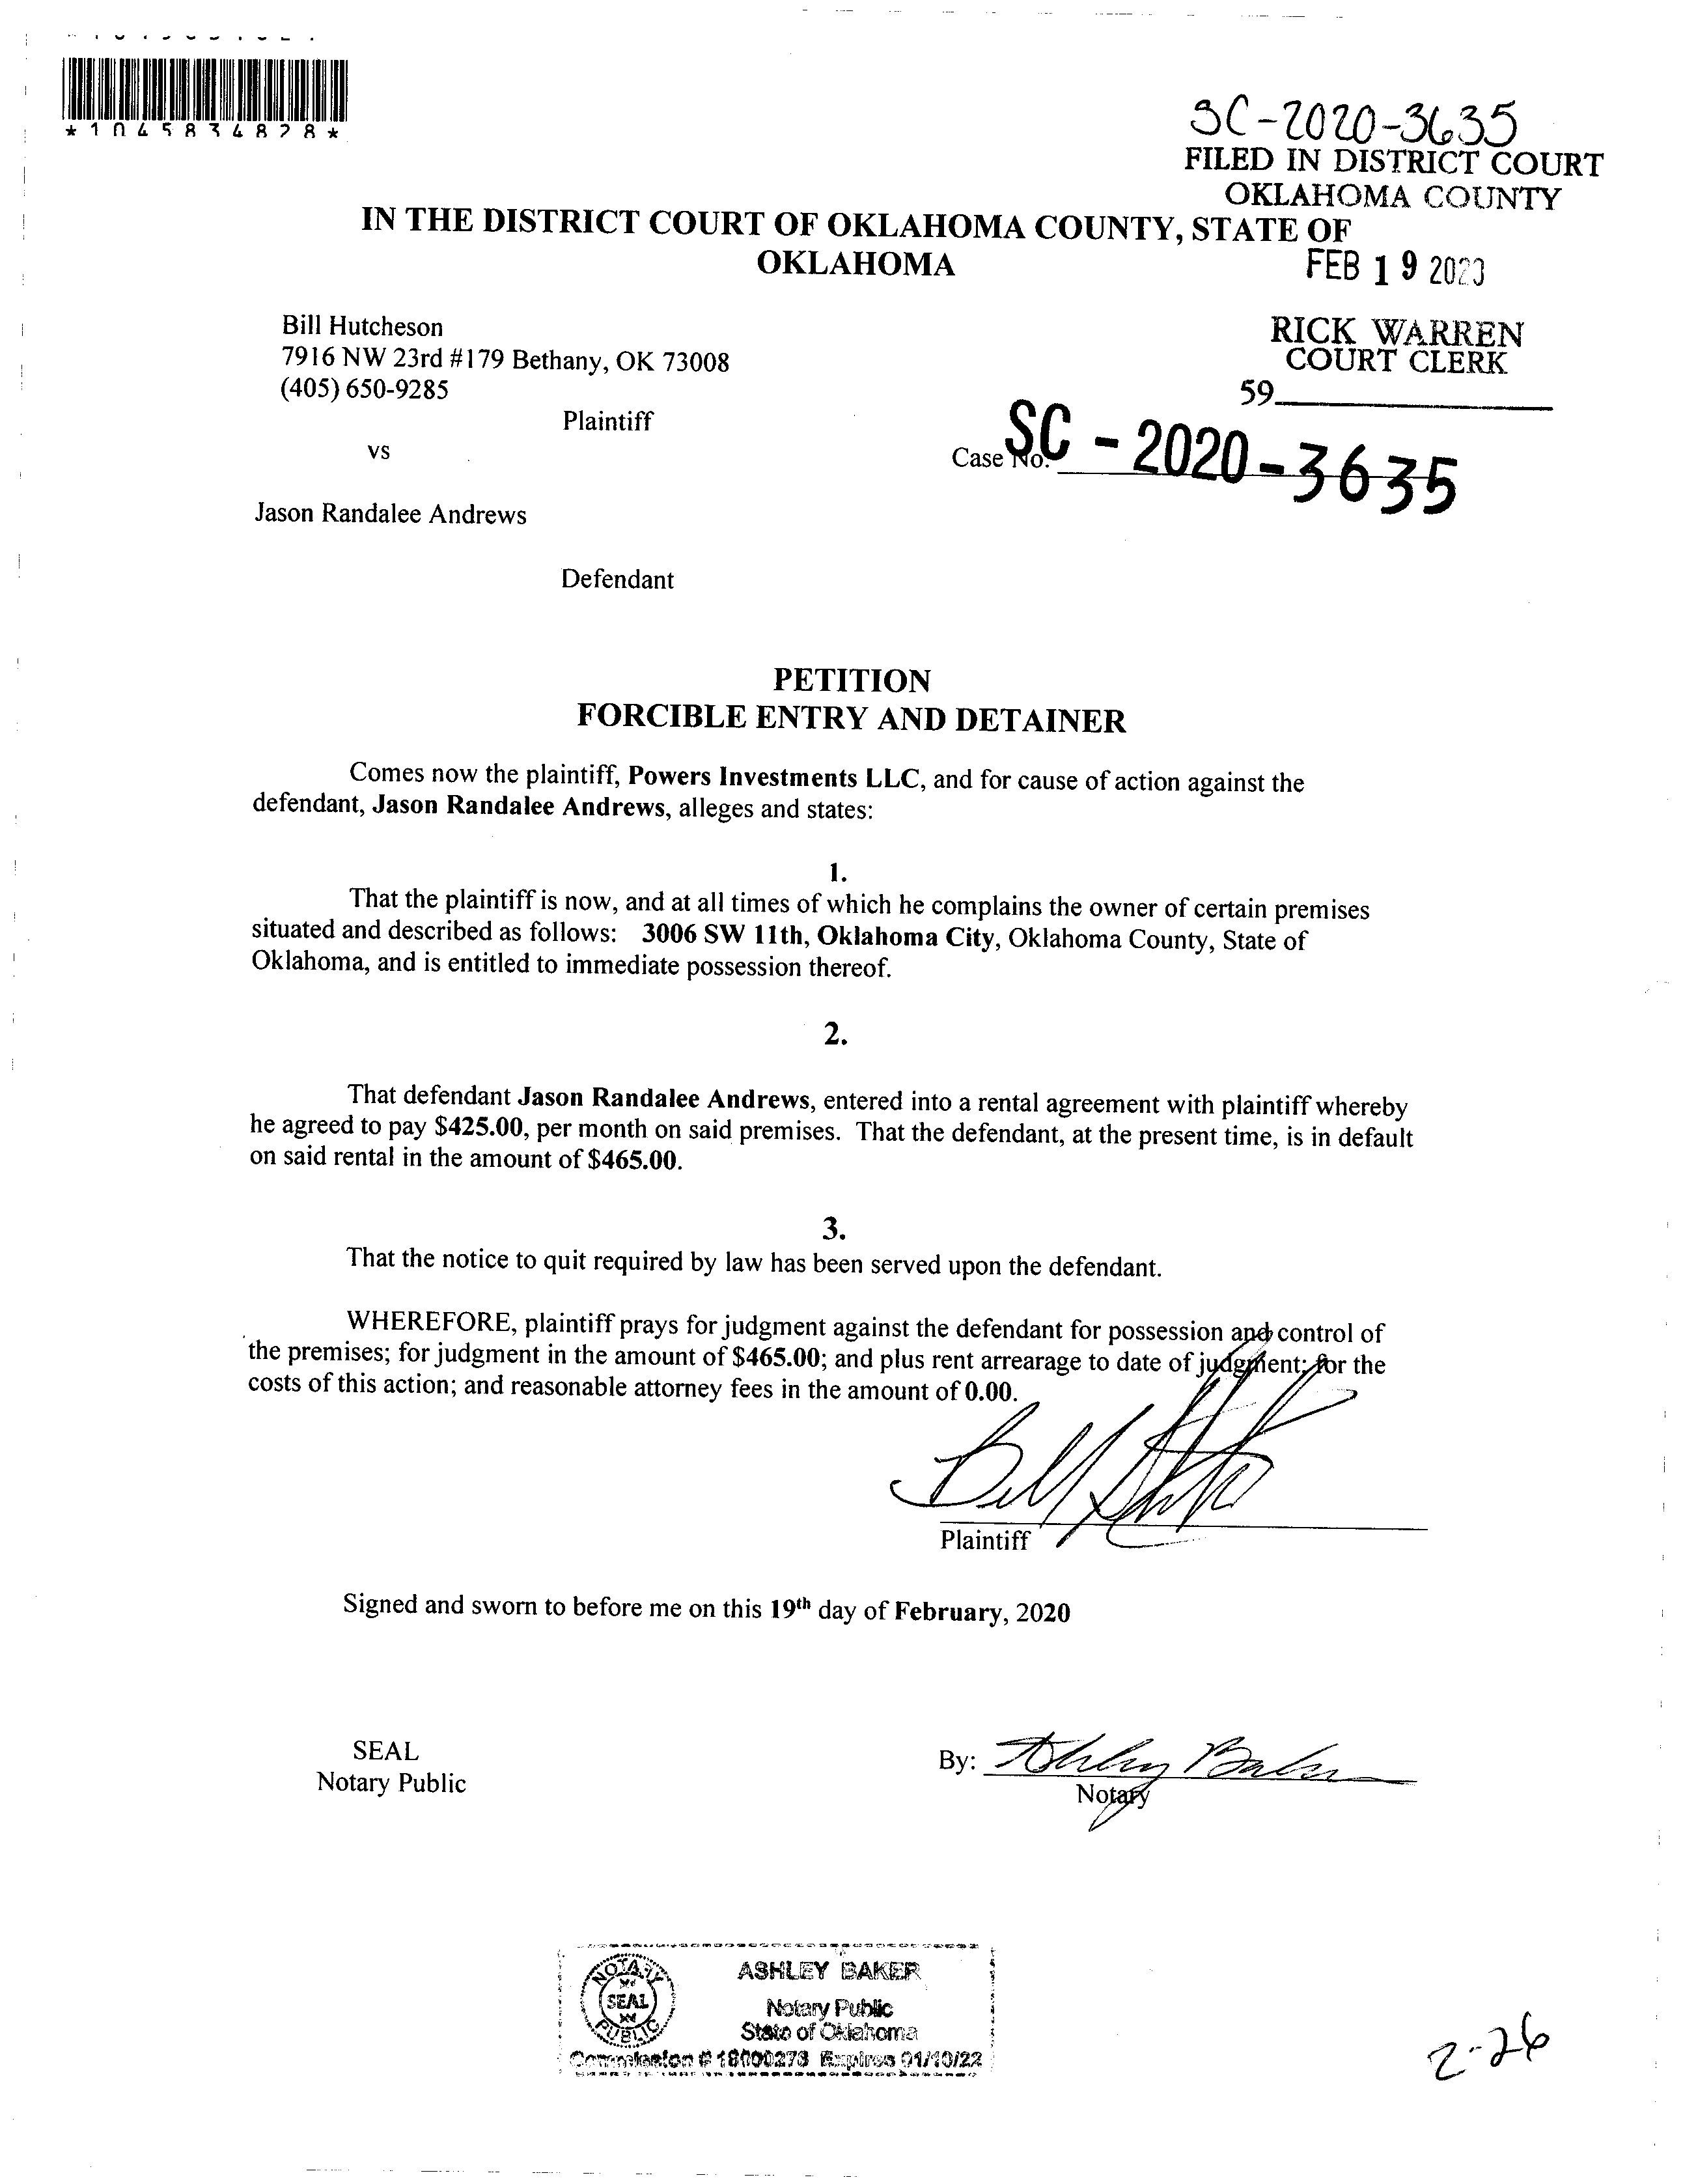 *1045834828*
SC-2020-3635
FILED IN DISTRICT COURT
OKLAHOMA COUNTY
IN THE DISTRICT COURT OF OKLAHOMA COUNTY, STATE OF
OKLAHOMA
FEB 19 2020
Bill Hutcheson
7916 NW 23rd #179 Bethany, OK 73008
(405) 650-9285
RICK WARREN
COURT CLERK
59
Plaintiff
vs
Case No. SC-2020-3635
Jason Randalee Andrews
Defendant
PETITION
FORCIBLE ENTRY AND DETAINER
Comes now the plaintiff, Powers Investments LLC, and for cause of action against the
defendant, Jason Randalee Andrews, alleges and states:
1.
That the plaintiff is now, and at all times of which he complains the owner of certain premises
situated and described as follows: 3006 SW 11th, Oklahoma City, Oklahoma County, State of
Oklahoma, and is entitled to immediate possession thereof.
2.
That defendant Jason Randalee Andrews, entered into a rental agreement with plaintiff whereby
he agreed to pay $425.00, per month on said premises. That the defendant, at the present time, is in default
on said rental in the amount of $465.00.
3.
That the notice to quit required by law has been served upon the defendant.
WHEREFORE, plaintiff prays for judgment against the defendant for possession and control of
the premises; for judgment in the amount of $465.00; and plus rent arrearage to date of judgment; for the
costs of this action; and reasonable attorney fees in the amount of 0.00.
Plaintiff
Signed and sworn to before me on this 19th day of February, 2020
SEAL
Notary Public
By: Ashley Baker
Notary
NOTARY
SEAL
PUBLIC
ASHLEY BAKER
Notary Public
State of Oklahoma
Commission # 18000273 Expires 01/10/22
2-26